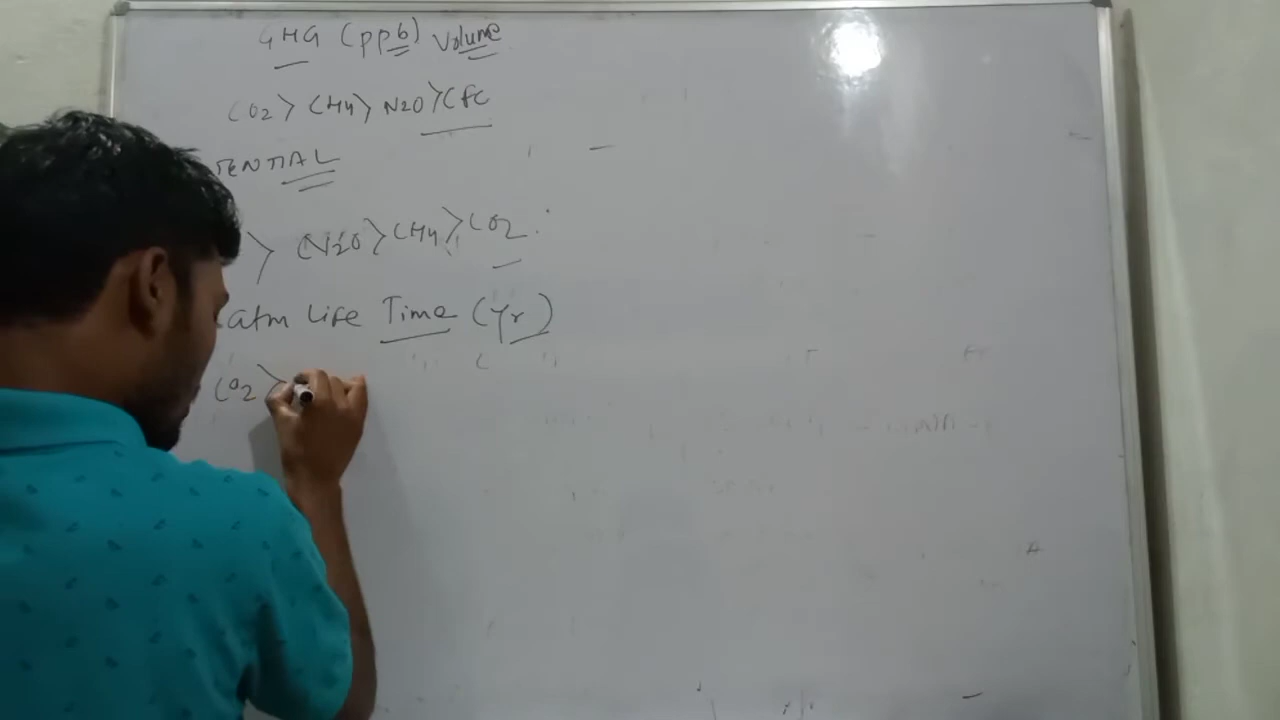 GHG (ppb) Volume
CO2 > CH4 > N2O > CFC
TENTIAL
> N2O > CH4 > CO2
atm Life Time (Yr)
CO2 >